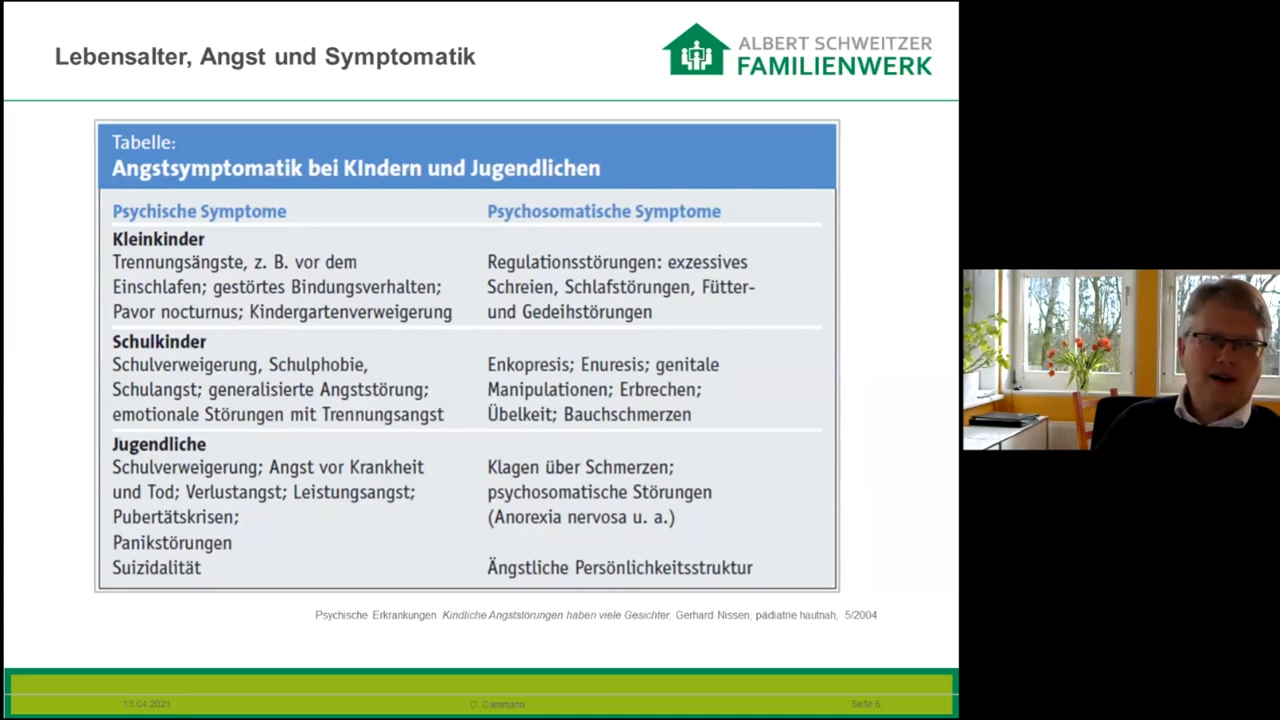 Lebensalter, Angst und Symptomatik
ALBERT SCHWEITZER
FAMILIENWERK
Tabelle:
Angstsymptomatik bei KIndern und Jugendlichen
Psychische Symptome
Psychosomatische Symptome
Kleinkinder
Trennungsängste, z. B. vor dem
Einschlafen; gestörtes Bindungsverhalten;
Pavor nocturnus; Kindergartenverweigerung
Regulationsstörungen: exzessives
Schreien, Schlafstörungen, Fütter-
und Gedeihstörungen
Schulkinder
Schulverweigerung, Schulphobie,
Schulangst; generalisierte Angststörung;
emotionale Störungen mit Trennungsangst
Enkopresis; Enuresis; genitale
Manipulationen; Erbrechen;
Übelkeit; Bauchschmerzen
Jugendliche
Schulverweigerung; Angst vor Krankheit
und Tod; Verlustangst; Leistungsangst;
Pubertätskrisen;
Panikstörungen
Suizidalität
Klagen über Schmerzen;
psychosomatische Störungen
(Anorexia nervosa u. a.)
Ängstliche Persönlichkeitsstruktur
Psychische Erkrankungen Kindliche Angststörungen haben viele Gesichter, Gerhard Nissen, pädiatrie hautnah, 5/2004
13.04.2021
D. Dammann
Seite 6